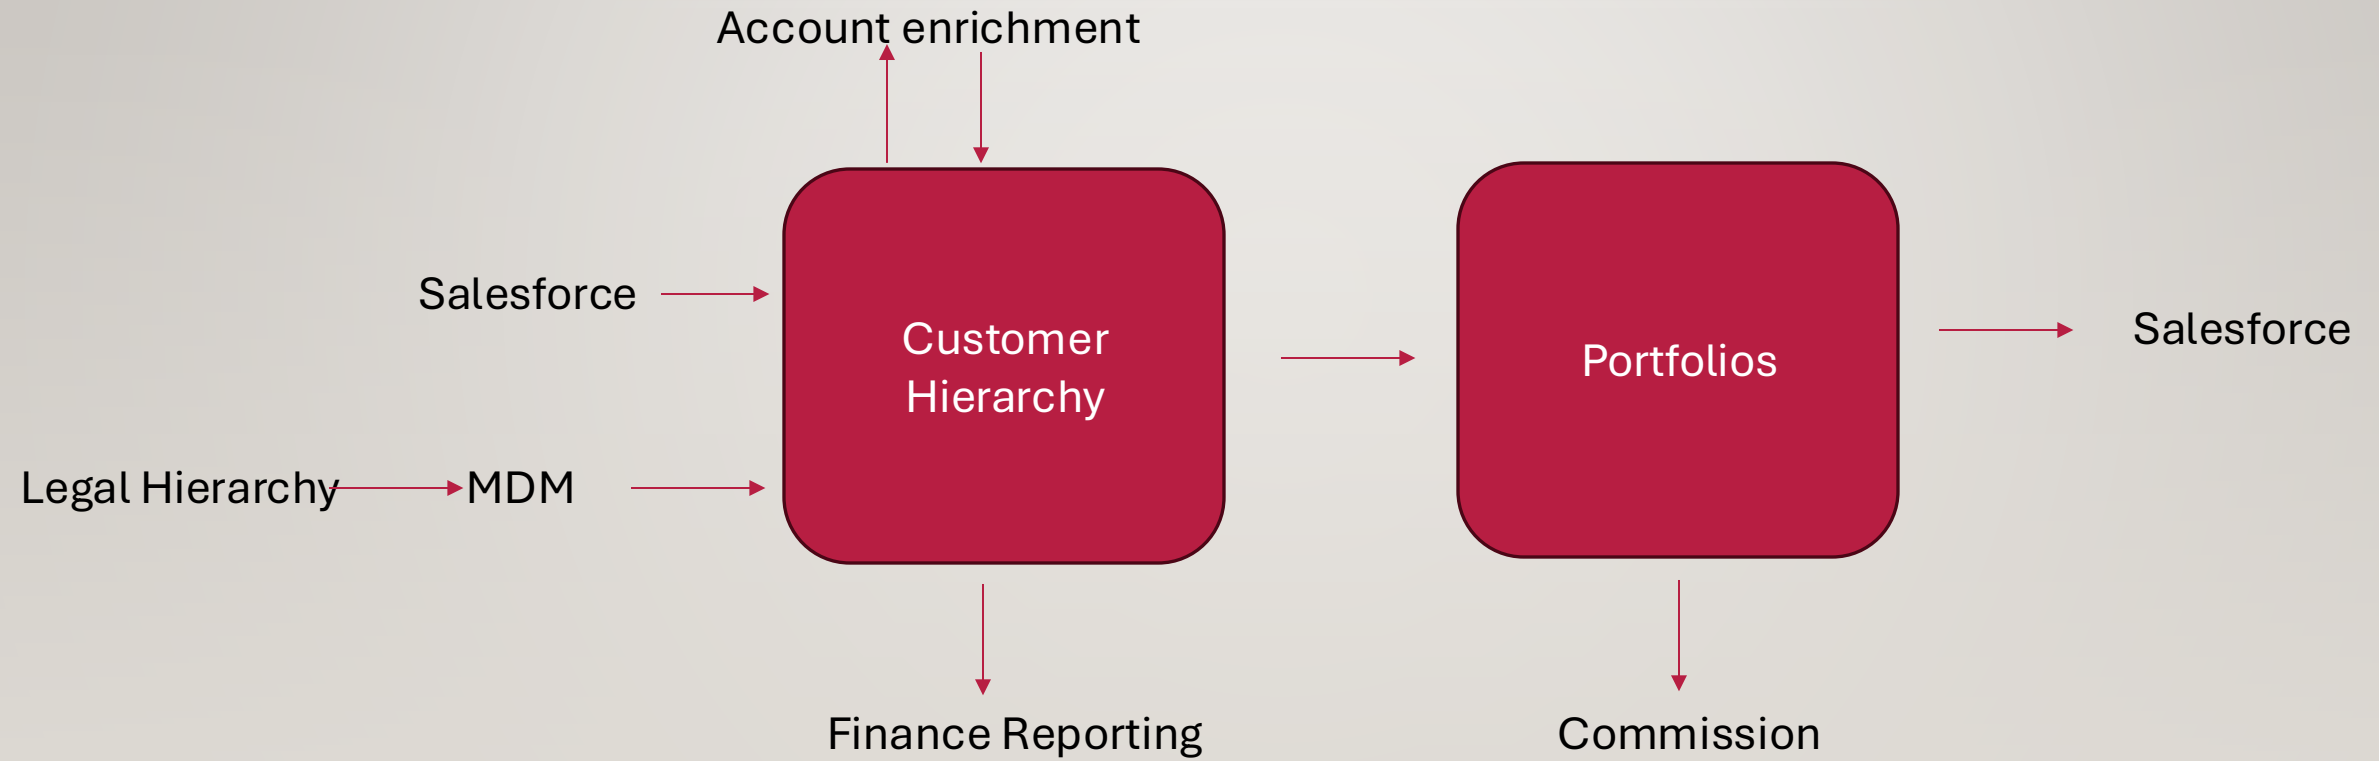 Account enrichment
Salesforce
Customer
Hierarchy
Portfolios
Salesforce
Legal Hierarchy
MDM
Finance Reporting
Commission